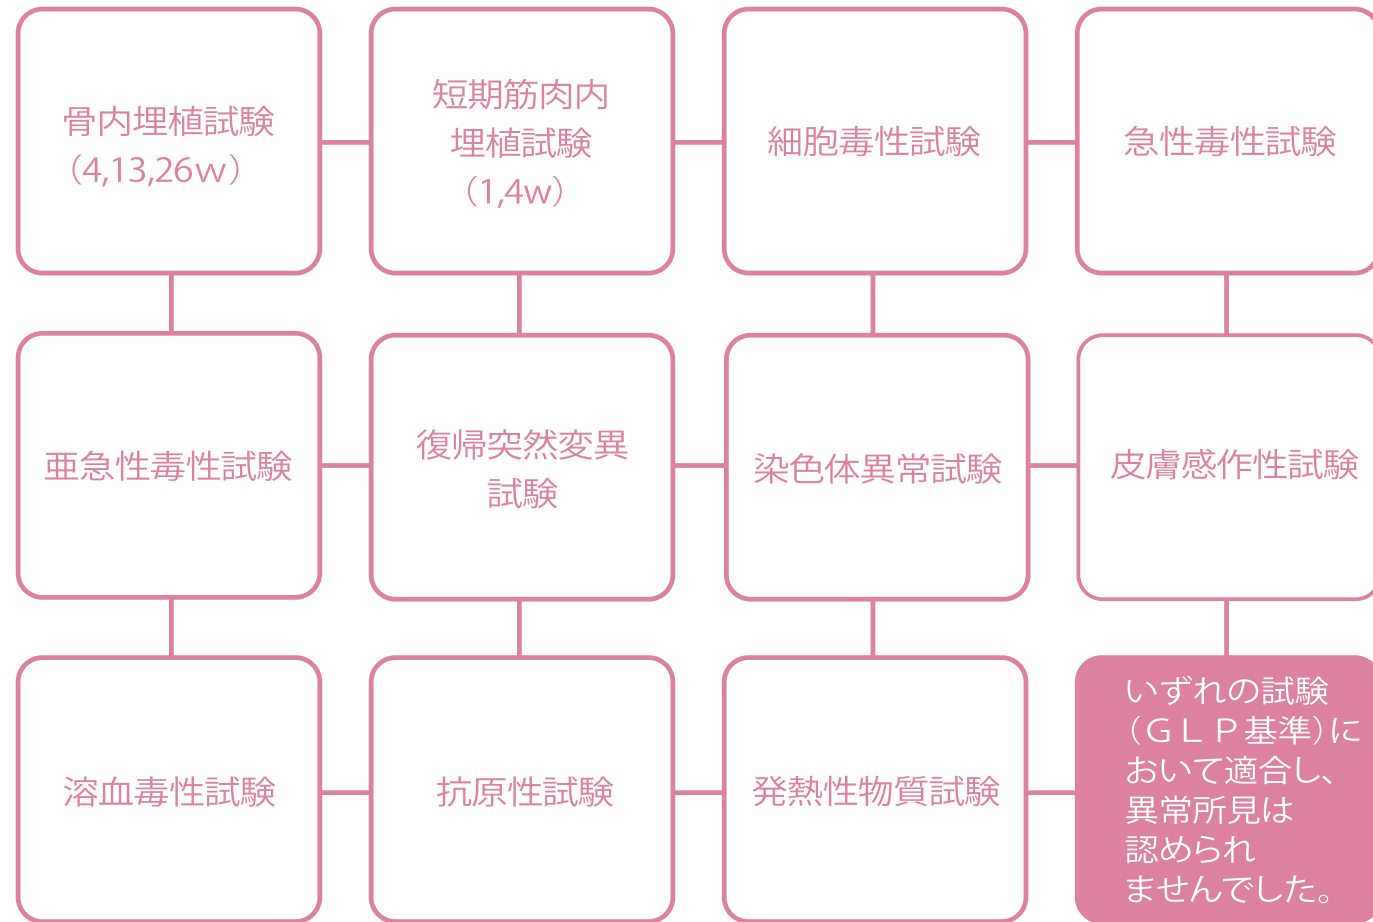 骨内埋植試験
（4,13,26w）
短期筋肉内
埋植試験
（1,4w）
細胞毒性試験
急性毒性試験
亜急性毒性試験
復帰突然変異
試験
染色体異常試験
皮膚感作性試験
溶血毒性試験
抗原性試験
発熱性物質試験
いずれの試験
（ＧＬＰ基準）に
おいて適合し、
異常所見は
認められ
ませんでした。